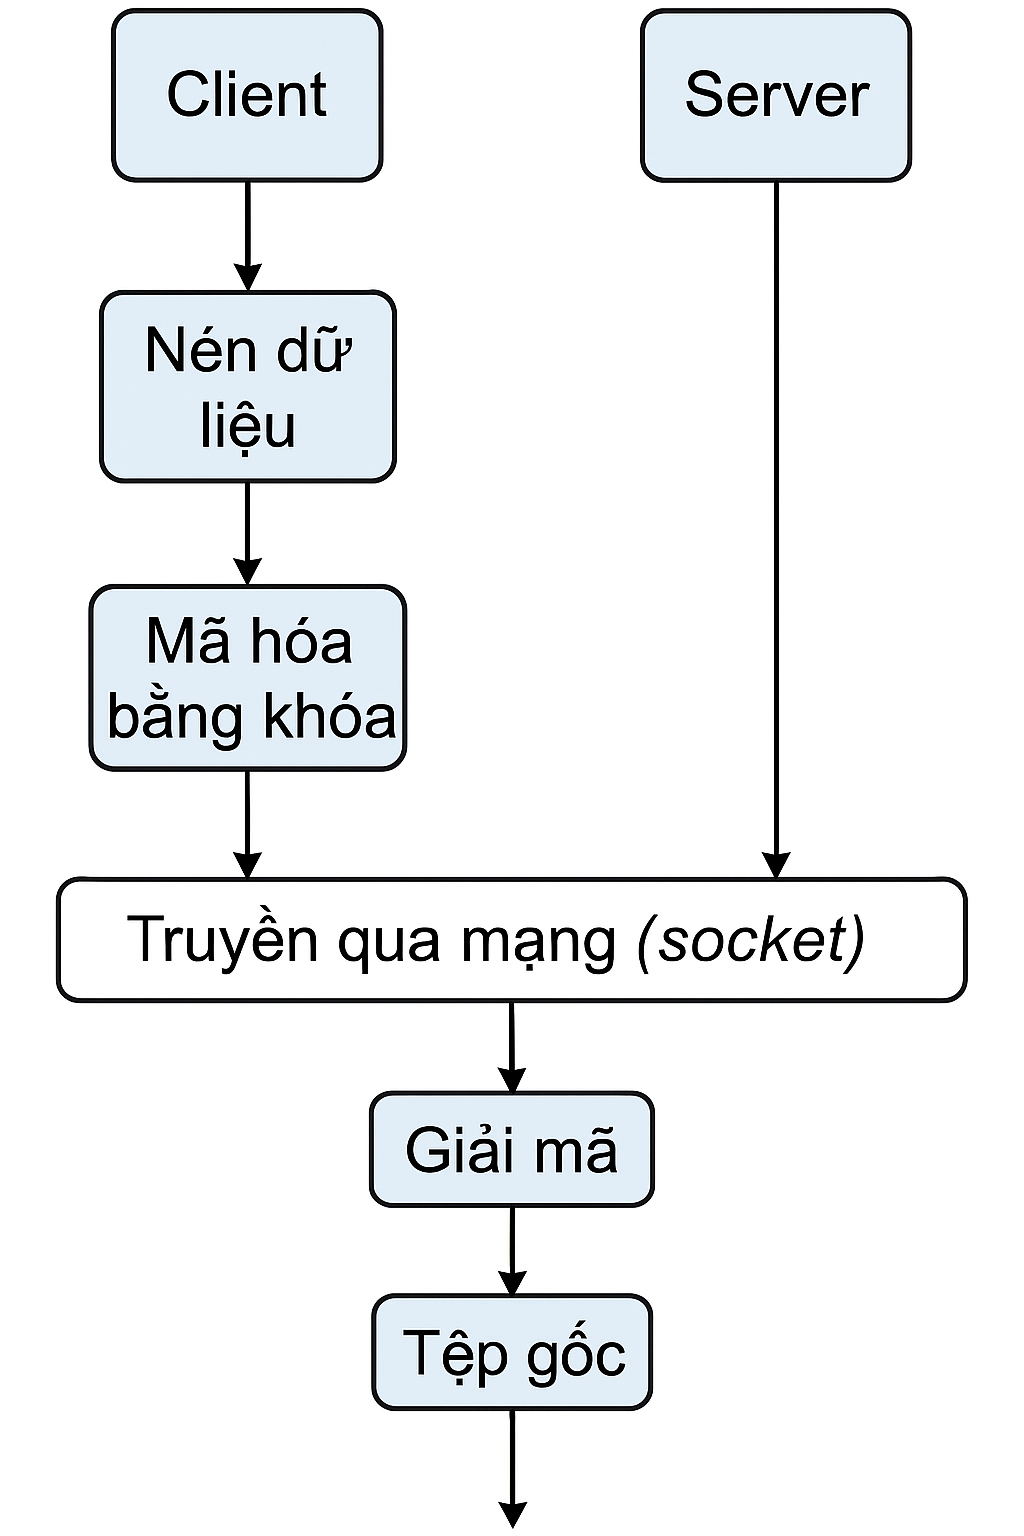 Client
Server
Nén dữ
liệu
Mã hóa
bằng khóa
Truyền qua mạng (socket)
Giải mã
Tệp gốc